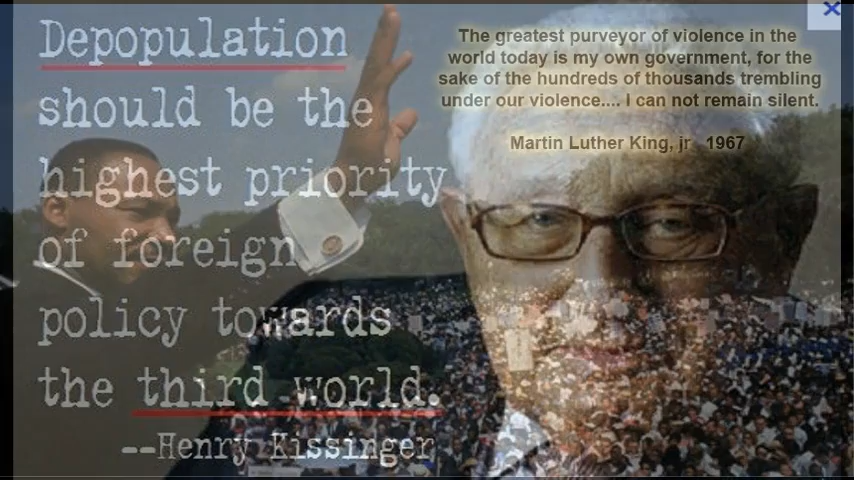 Depopulation
should be the
highest priority
of foreign
policy towards
the third world.
--Henry Kissinger
The greatest purveyor of violence in the
world today is my own government, for the
sake of the hundreds of thousands trembling
under our violence.... I can not remain silent.
Martin Luther King, jr 1967